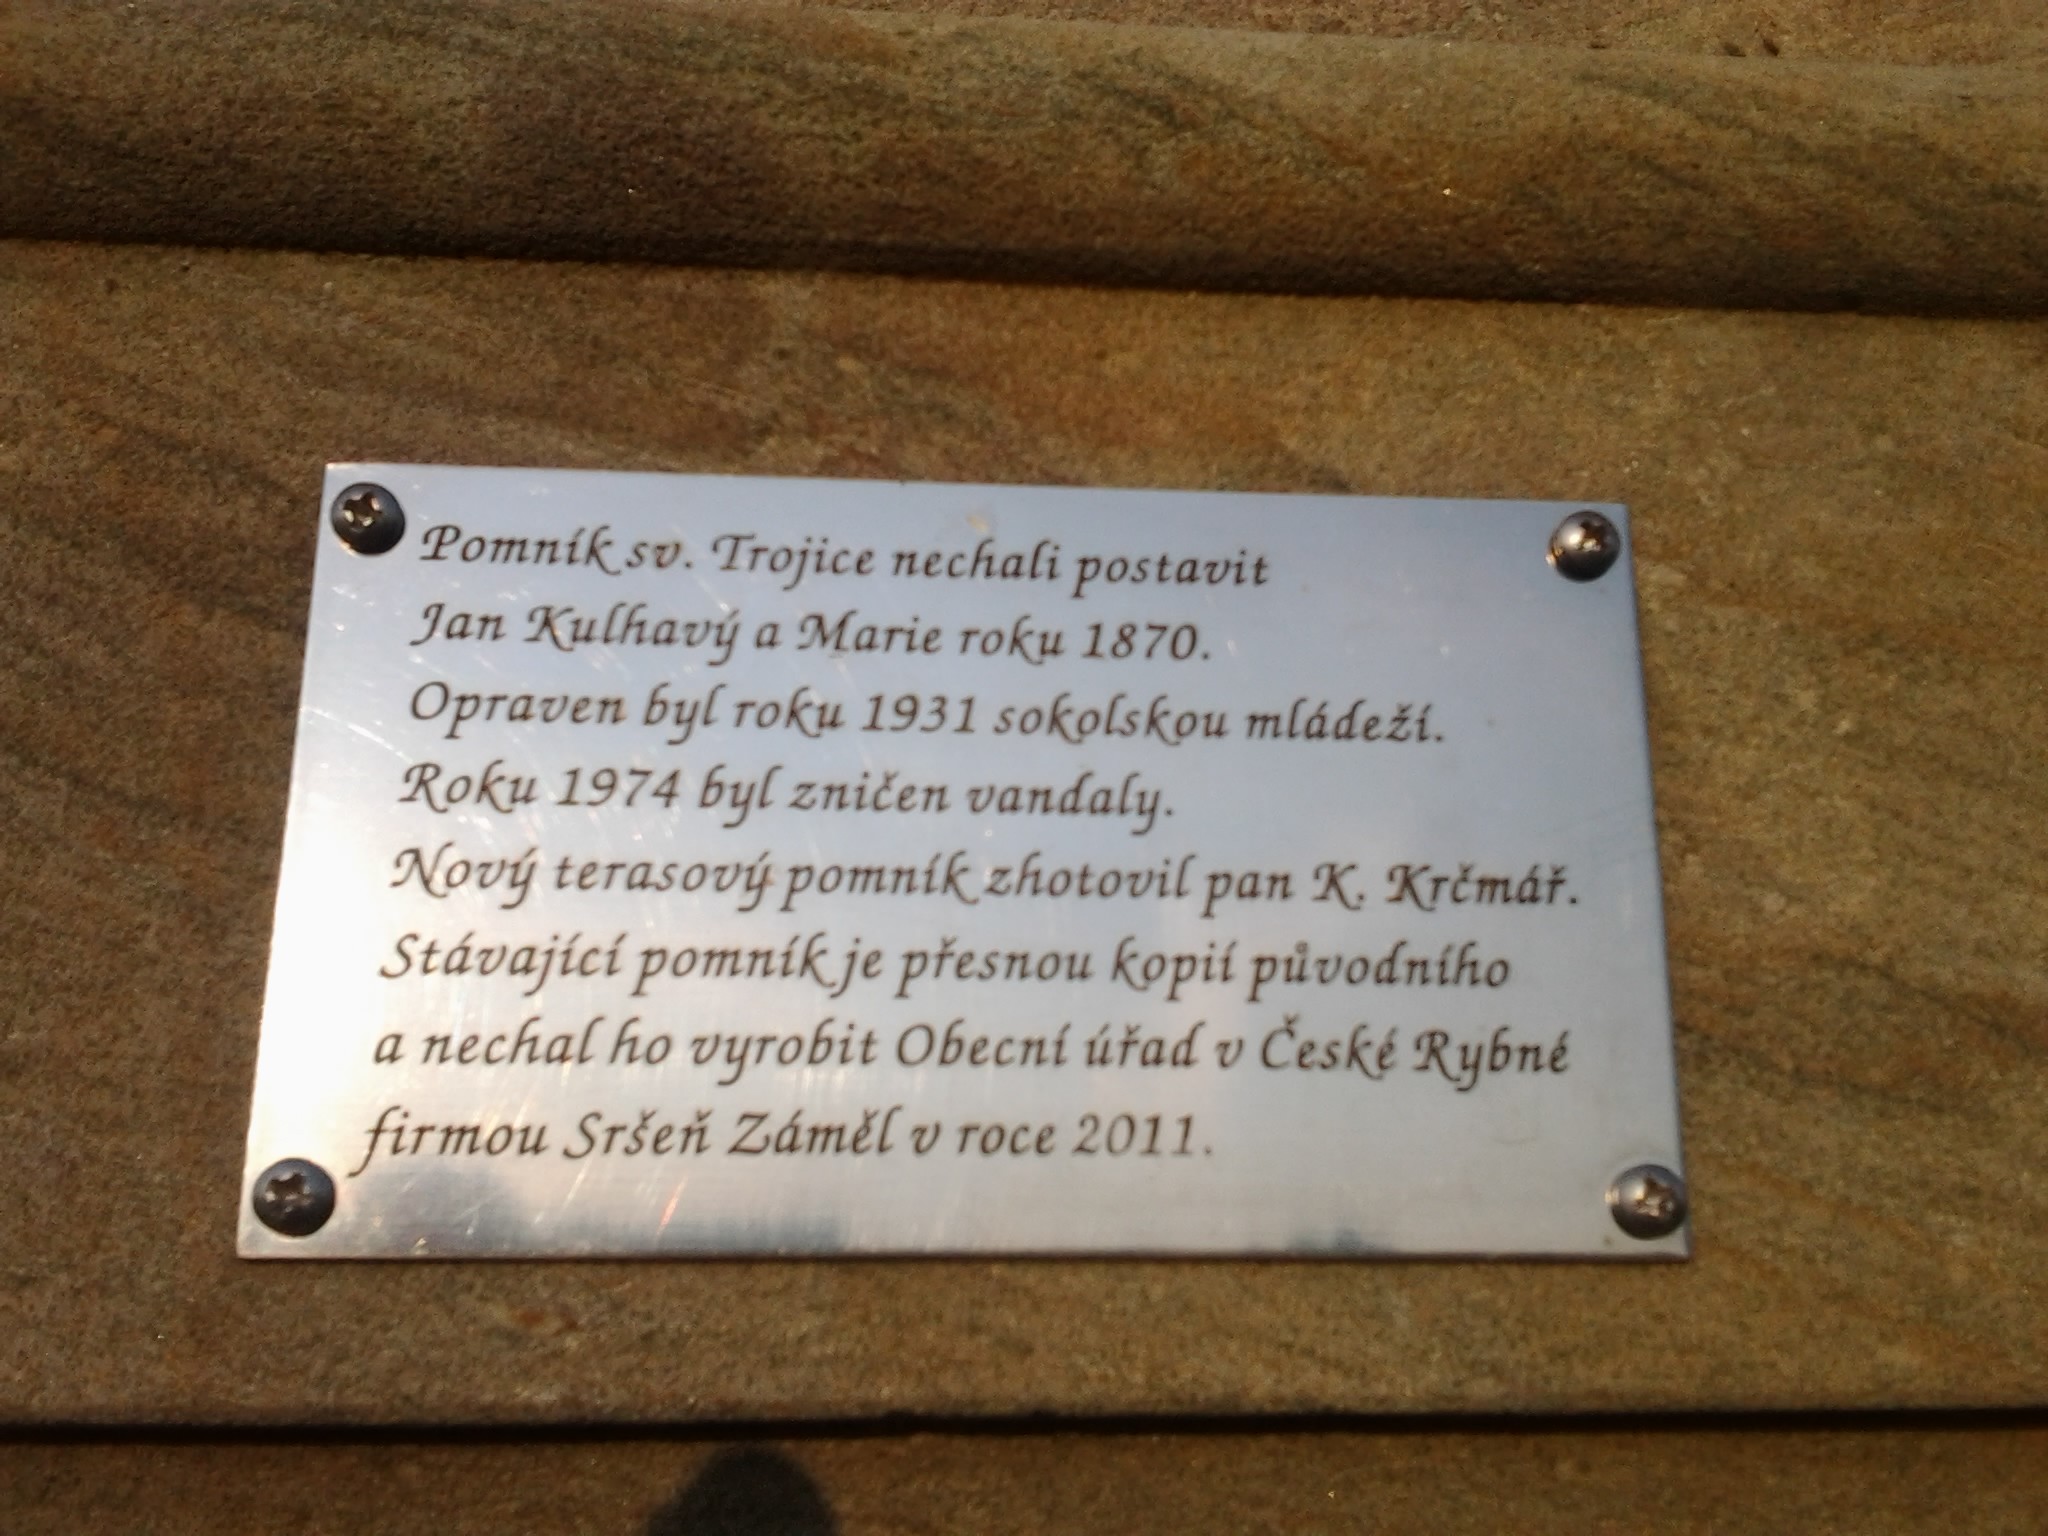 Pomník sv. Trojice nechali postavit
Jan Kulhavý a Marie roku 1870.
Opraven byl roku 1931 sokolskou mládeží.
Roku 1974 byl zničen vandaly.
Nový terasový pomník zhotovil pan K. Krčmář.
Stávající pomník je přesnou kopií původního
a nechal ho vyrobit Obecní úřad v České Rybné
firmou Sršeň Záměl v roce 2011.